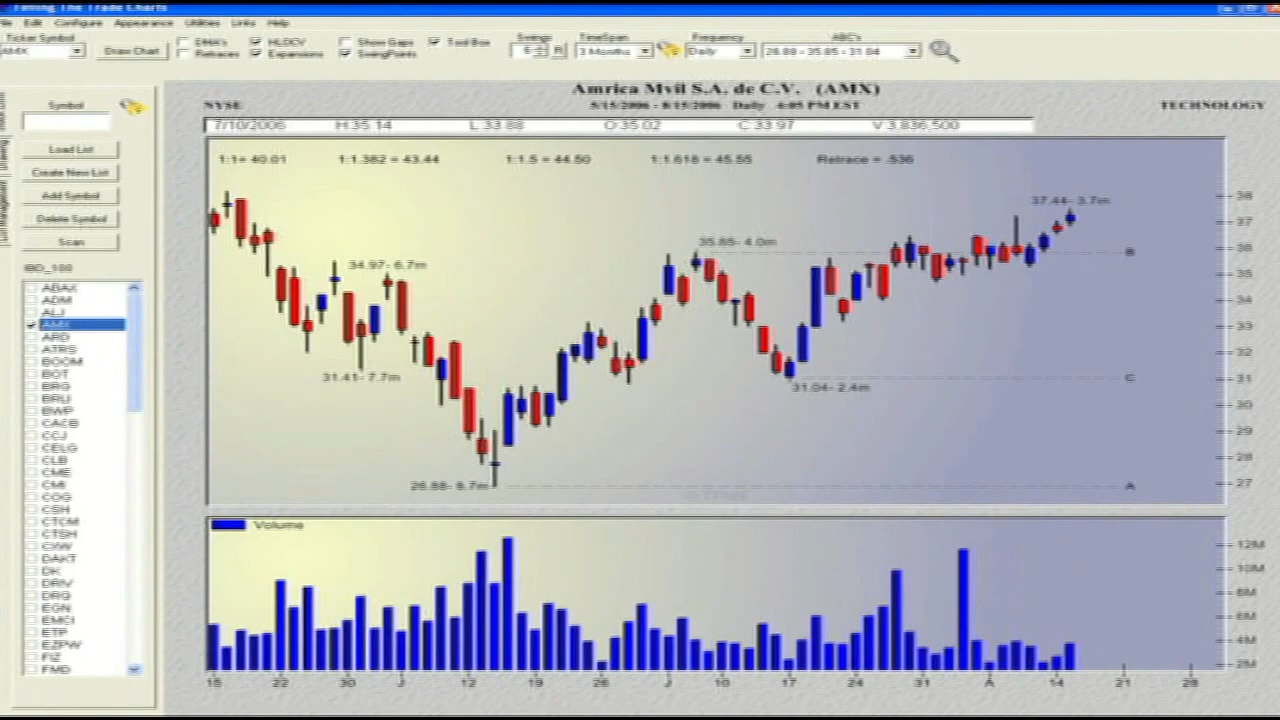 Timing The Trade Charts
File Edit Configure Appearance Utilities Links Help
Ticker Symbol Swings TimeSpan Frequency ABC's
AMX Draw Chart DMA's HLOCV Show Gaps Tool Box 3 Months Daily 26.88 - 35.85 - 31.04
Retraces Expansions SwingPoints
Amrica Mvil S.A. de C.V. (AMX)
NYSE 5/15/2006 - 8/15/2006 Daily 4:05 PM EST TECHNOLOGY
7/10/2006 H:35.14 L:33.88 O:35.02 C:33.97 V:3,836,500
1:1= 40.01 1:1.382 = 43.44 1:1.5 = 44.50 1:1.618 = 45.55 Retrace = .536
Symbol
Load List
Create New List
Add Symbol
Delete Symbol
Scan
IBD_100
ABAX
ADM
ALJ
AMX
ARD
ATRS
BOOM
BOT
BRG
BRLI
BWP
CACB
CCJ
CELG
CLB
CME
CMI
COG
CSH
CTCM
CTSH
CXW
DAKT
DK
DRIV
DRQ
EGN
EMCI
ETP
EZPW
FIZ
FMD
37.44- 3.7m
35.85- 4.0m
34.97- 6.7m
31.41- 7.7m
31.04- 2.4m
26.88- 8.7m
B
C
A
38
37
36
35
34
33
32
31
30
29
28
27
Volume
12M
10M
8M
6M
4M
2M
15 22 30 J 12 19 26 J 10 17 24 31 A 14 21 28